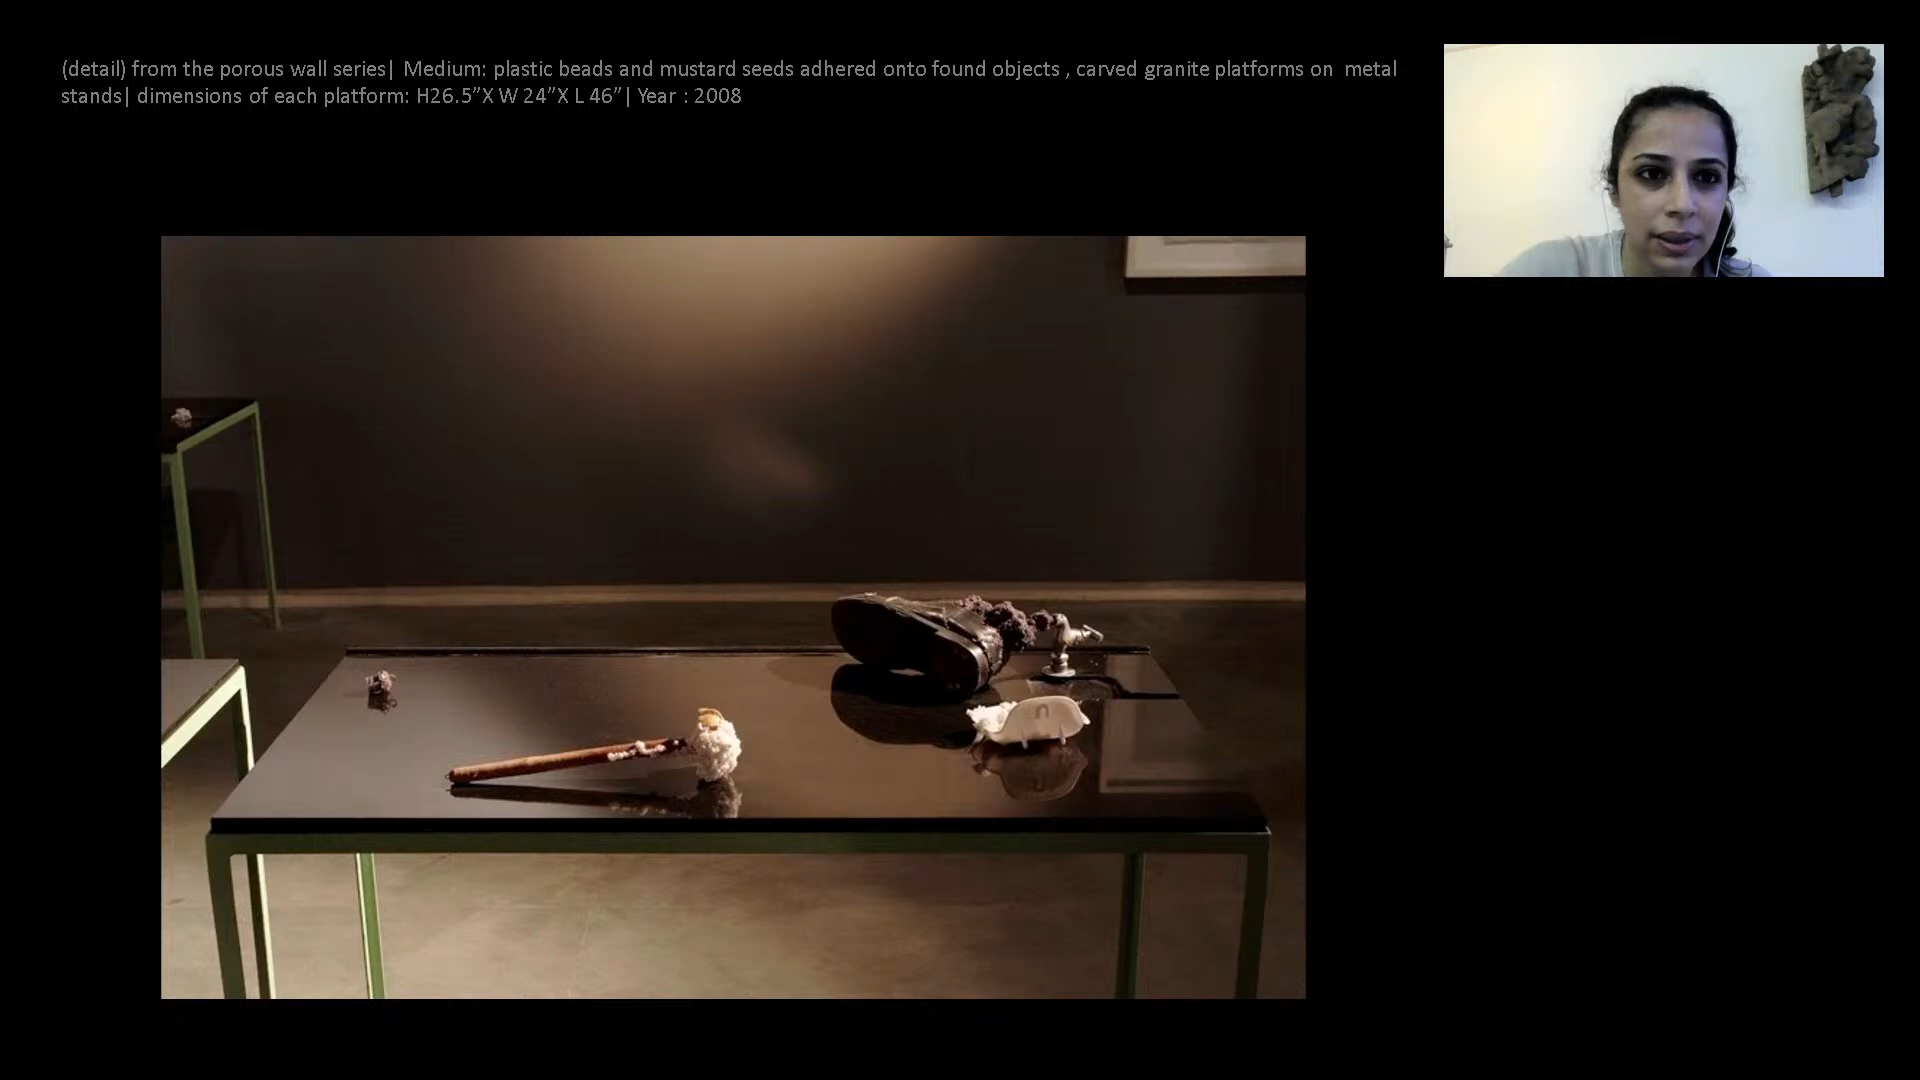 (detail) from the porous wall series| Medium: plastic beads and mustard seeds adhered onto found objects , carved granite platforms on  metal
stands| dimensions of each platform: H26.5”X W 24”X L 46”| Year : 2008